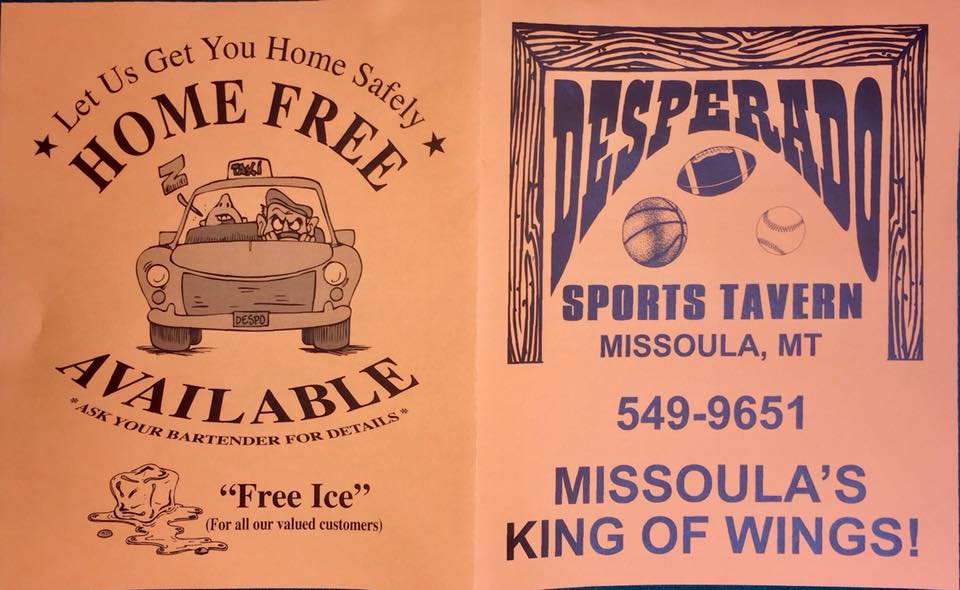 Let Us Get You Home Safely
HOME FREE
TAXI
DESPO
AVAILABLE
*ASK YOUR BARTENDER FOR DETAILS*
"Free Ice"
(For all our valued customers)
DESPERADO
SPORTS TAVERN
MISSOULA, MT
549-9651
MISSOULA'S
KING OF WINGS!